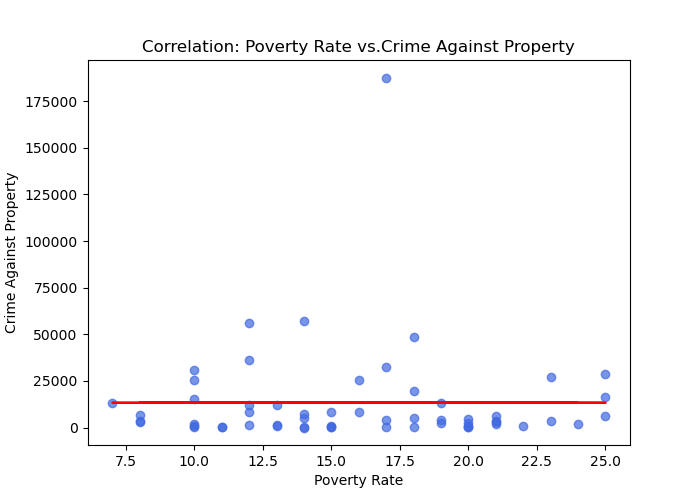 Correlation: Poverty Rate vs.Crime Against Property
Crime Against Property
175000
150000
125000
100000
75000
50000
25000
0
7.5 10.0 12.5 15.0 17.5 20.0 22.5 25.0
Poverty Rate